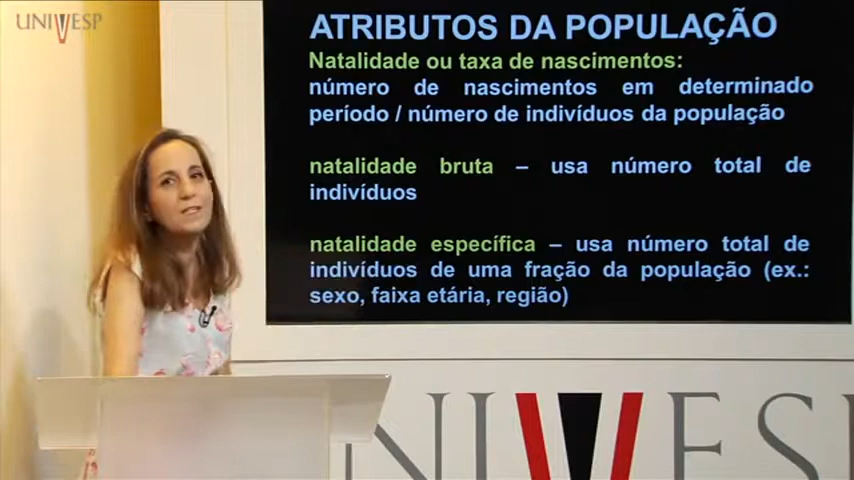 UNIVESP
ATRIBUTOS DA POPULAÇÃO
Natalidade ou taxa de nascimentos:
número de nascimentos em determinado
período / número de indivíduos da população.
natalidade bruta – usa número total de
indivíduos
natalidade específica – usa número total de
indivíduos de uma fração da população (ex.:
sexo, faixa etária, região)
UNIVESP